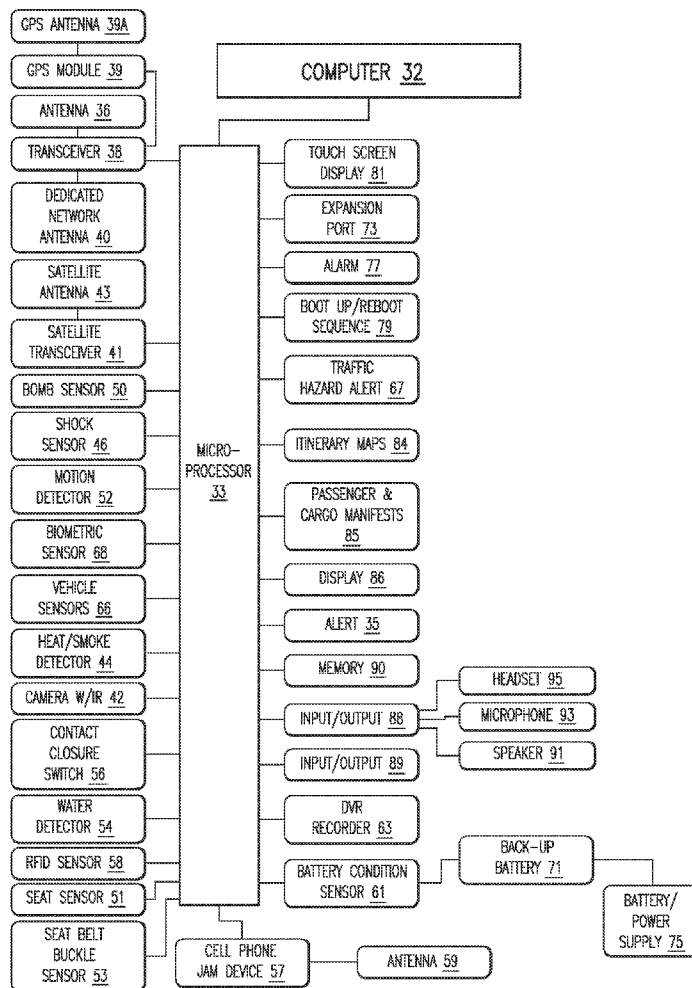 GPS ANTENNA 39A
GPS MODULE 39
ANTENNA 36
TRANSCEIVER 38
DEDICATED
NETWORK
ANTENNA 40
SATELLITE
ANTENNA 43
SATELLITE
TRANSCEIVER 41
BOMB SENSOR 50
SHOCK
SENSOR 46
MOTION
DETECTOR 52
BIOMETRIC
SENSOR 68
VEHICLE
SENSORS 66
HEAT/SMOKE
DETECTOR 44
CAMERA W/IR 42
CONTACT
CLOSURE
SWITCH 56
WATER
DETECTOR 54
RFID SENSOR 58
SEAT SENSOR 51
SEAT BELT
BUCKLE
SENSOR 53
COMPUTER 32
MICRO-
PROCESSOR
33
TOUCH SCREEN
DISPLAY 81
EXPANSION
PORT 73
ALARM 77
BOOT UP/REBOOT
SEQUENCE 79
TRAFFIC
HAZARD ALERT 67
ITINERARY MAPS 84
PASSENGER &
CARGO MANIFESTS
85
DISPLAY 86
ALERT 35
MEMORY 90
INPUT/OUTPUT 88
HEADSET 95
MICROPHONE 93
SPEAKER 91
INPUT/OUTPUT 89
DVR
RECORDER 63
BATTERY CONDITION
SENSOR 61
BACK-UP
BATTERY 71
BATTERY/
POWER
SUPPLY 75
CELL PHONE
JAM DEVICE 57
ANTENNA 59